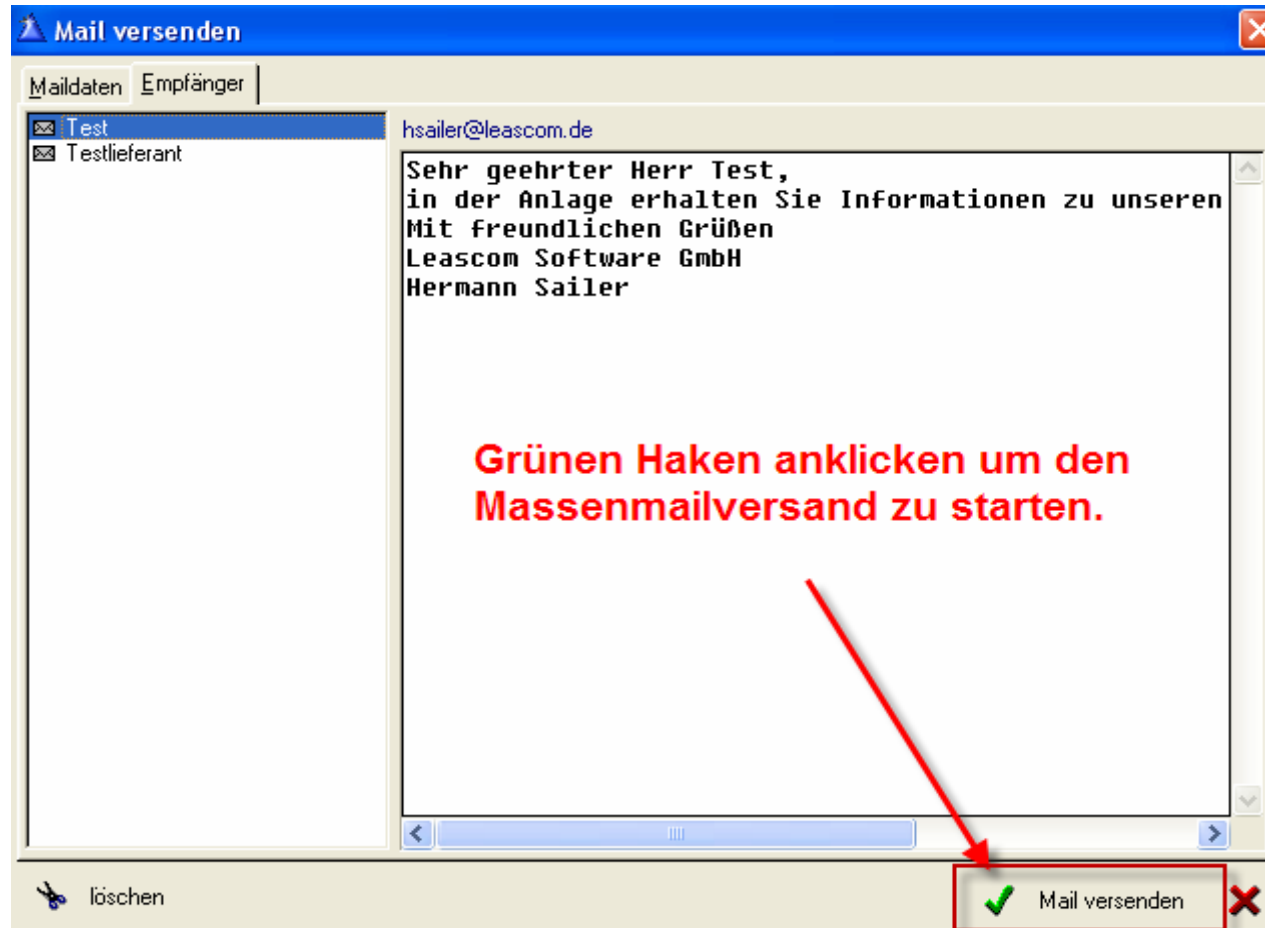 Mail versenden
Maildaten Empfänger
Test
Testlieferant
hsailer@leascom.de
Sehr geehrter Herr Test,
in der Anlage erhalten Sie Informationen zu unseren
Mit freundlichen Grüßen
Leascom Software GmbH
Hermann Sailer
Grünen Haken anklicken um den
Massenmailversand zu starten.
löschen
Mail versenden